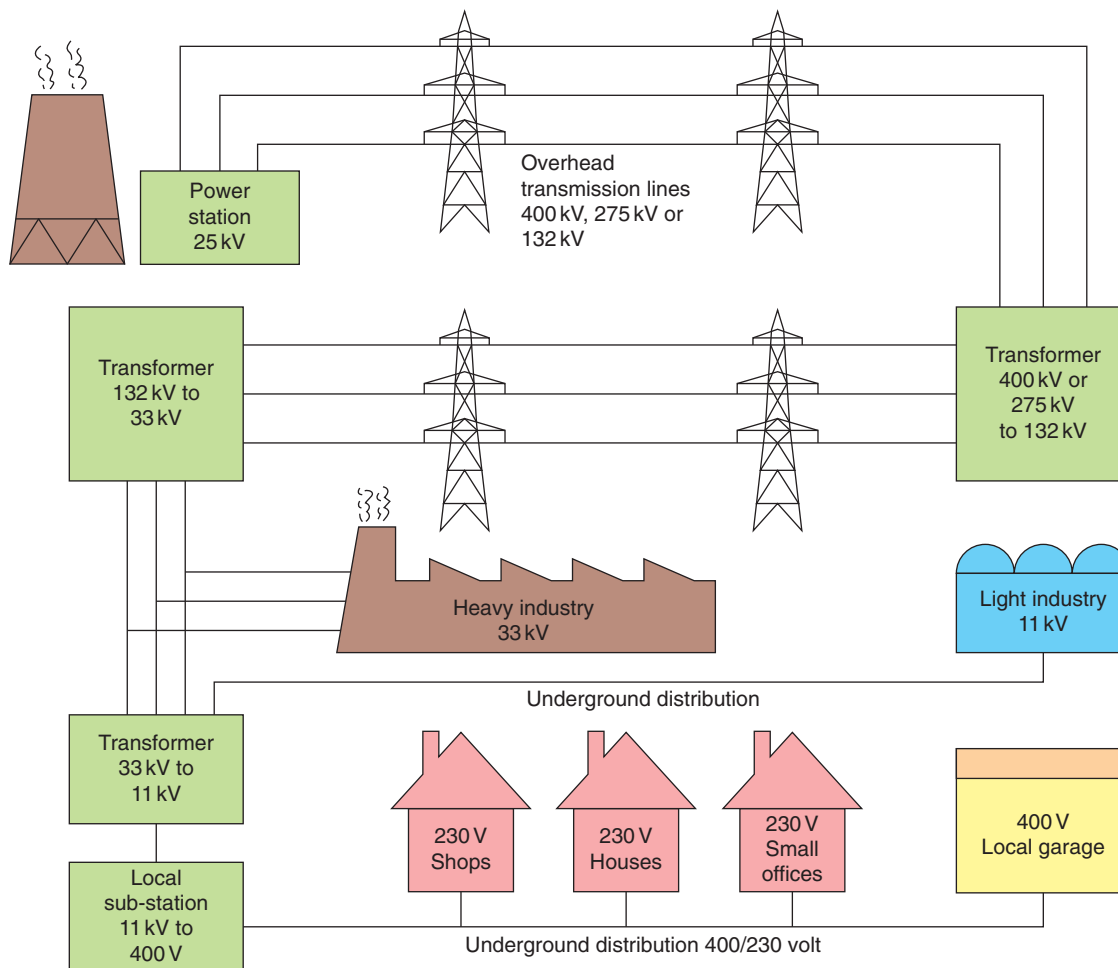 Power
station
25 kV
Overhead
transmission lines
400 kV, 275 kV or
132 kV
Transformer
132 kV to
33 kV
Transformer
400 kV or
275 kV
to 132 kV
Heavy industry
33 kV
Light industry
11 kV
Underground distribution
Transformer
33 kV to
11 kV
230 V
Shops
230 V
Houses
230 V
Small
offices
400 V
Local garage
Local
sub-station
11 kV to
400 V
Underground distribution 400/230 volt